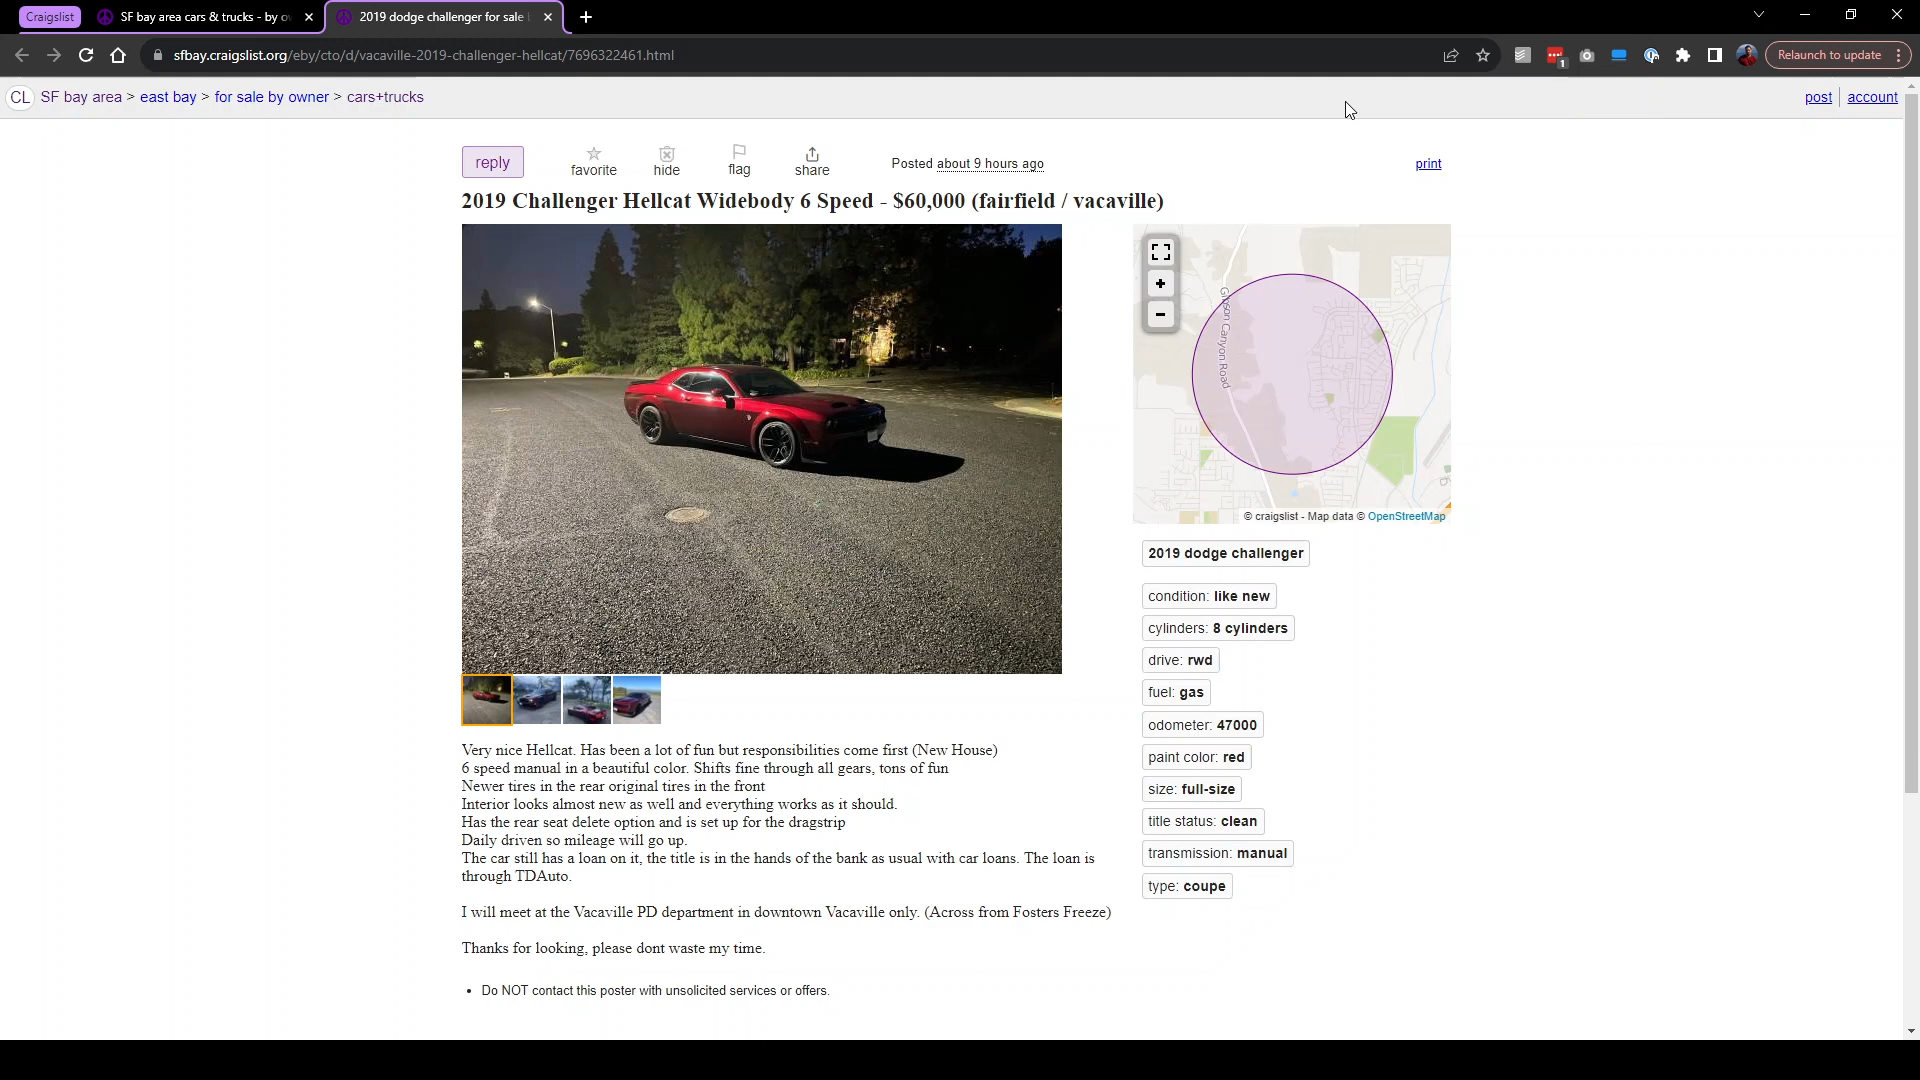 Craigslist
SF bay area cars & trucks - by o
2019 dodge challenger for sale
sfbay.craigslist.org/eby/cto/d/vacaville-2019-challenger-hellcat/7696322461.html
1
Relaunch to update
CL SF bay area > east bay > for sale by owner > cars+trucks
post account
reply
favorite
hide
flag
share
Posted about 9 hours ago
print
2019 Challenger Hellcat Widebody 6 Speed - $60,000 (fairfield / vacaville)
+
-
Gibson Canyon Road
© craigslist - Map data © OpenStreetMap
2019 dodge challenger
condition: like new
cylinders: 8 cylinders
drive: rwd
fuel: gas
odometer: 47000
paint color: red
size: full-size
title status: clean
transmission: manual
type: coupe
Very nice Hellcat. Has been a lot of fun but responsibilities come first (New House)
6 speed manual in a beautiful color. Shifts fine through all gears, tons of fun
Newer tires in the rear original tires in the front
Interior looks almost new as well and everything works as it should.
Has the rear seat delete option and is set up for the dragstrip
Daily driven so mileage will go up.
The car still has a loan on it, the title is in the hands of the bank as usual with car loans. The loan is
through TDAuto.
I will meet at the Vacaville PD department in downtown Vacaville only. (Across from Fosters Freeze)
Thanks for looking, please dont waste my time.
• Do NOT contact this poster with unsolicited services or offers.